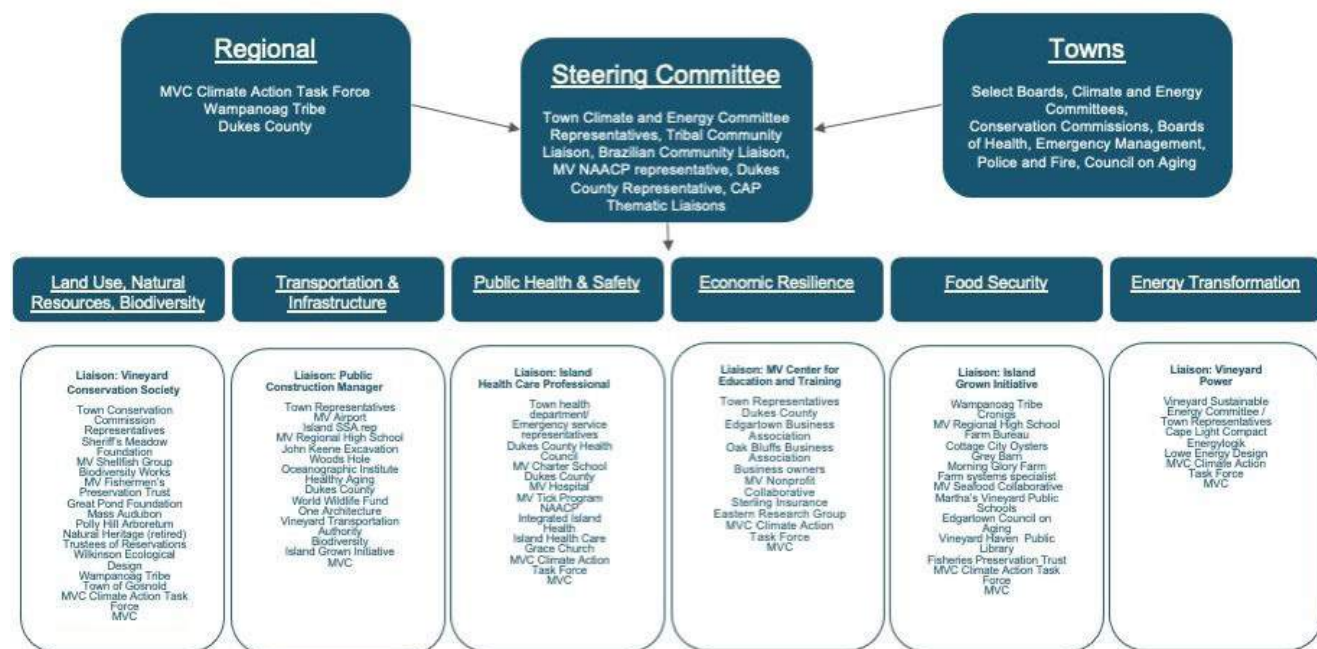 Regional
MVC Climate Action Task Force
Wampanoag Tribe
Dukes County
Steering Committee
Town Climate and Energy Committee
Representatives, Tribal Community
Liaison, Brazilian Community Liaison,
MV NAACP representative, Dukes
County Representative, CAP
Thematic Liaisons
Towns
Select Boards, Climate and Energy
Committees,
Conservation Commissions, Boards
of Health, Emergency Management,
Police and Fire, Council on Aging
Land Use, Natural
Resources, Biodiversity
Liaison: Vineyard
Conservation Society
Town Conservation
Commission
Representatives
Sheriff's Meadow
Foundation
MV Shellfish Group
Biodiversity Works
MV Fishermen's
Preservation Trust
Great Pond Foundation
Mass Audubon
Polly Hill Arboretum
Natural Heritage (retired)
Trustees of Reservations
Wilkinson Ecological
Design
Wampanoag Tribe
Town of Gosnold
MVC Climate Action Task
Force
MVC
Transportation &
Infrastructure
Liaison: Public
Construction Manager
Town Representatives
MV Airport
Island SSA rep
MV Regional High School
John Keene Excavation
Woods Hole
Oceanographic Institute
Healthy Aging
Dukes County
World Wildlife Fund
One Architecture
Vineyard Transportation
Authority
Biodiversity
Island Grown Initiative
MVC
Public Health & Safety
Liaison: Island
Health Care Professional
Town health
department/
Emergency service
representatives
Dukes County Health
Council
MV Charter School
Dukes County
MV Hospital
MV Tick Program
NAACP
Integrated Island
Health
Island Health Care
Grace Church
MVC Climate Action
Task Force
MVC
Economic Resilience
Liaison: MV Center for
Education and Training
Town Representatives
Dukes County
Edgartown Business
Association
Oak Bluffs Business
Association
Business owners
MV Nonprofit
Collaborative
Sterling Insurance
Eastern Research Group
MVC Climate Action
Task Force
MVC
Food Security
Liaison: Island
Grown Initiative
Wampanoag Tribe
Cronigs
MV Regional High School
Farm Bureau
Cottage City Oysters
Grey Barn
Morning Glory Farm
Farm systems specialist
MV Seafood Collaborative
Martha's Vineyard Public
Schools
Edgartown Council on
Aging
Vineyard Haven Public
Library
Fisheries Preservation Trust
MVC Climate Action Task
Force
MVC
Energy Transformation
Liaison: Vineyard
Power
Vineyard Sustainable
Energy Committee /
Town Representatives
Cape Light Compact
Energylogik
Lowe Energy Design
MVC Climate Action
Task Force
MVC